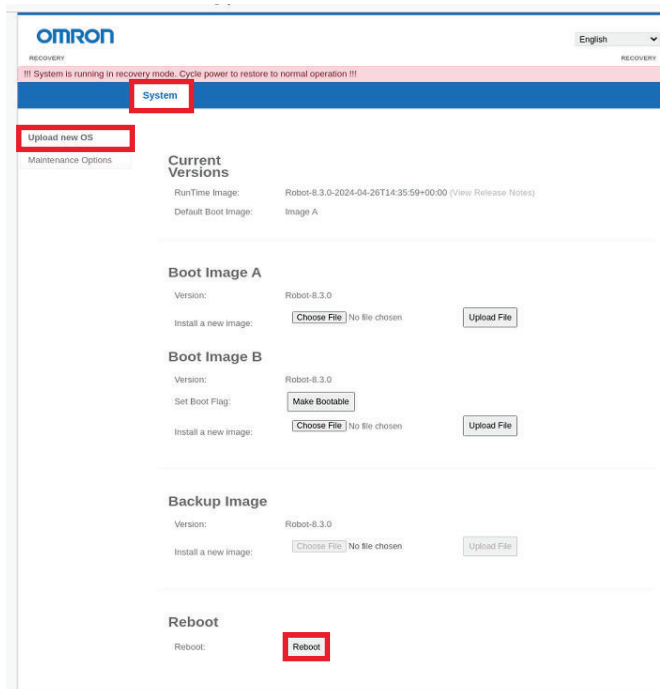 OMRON
English
RECOVERY
RECOVERY
!!! System is running in recovery mode. Cycle power to restore to normal operation !!!
System
Upload new OS
Maintenance Options
Current
Versions
RunTime Image: Robot-8.3.0-2024-04-26T14:35:59+00:00 (View Release Notes)
Default Boot Image: Image A
Boot Image A
Version: Robot-8.3.0
Install a new image: Choose File No file chosen Upload File
Boot Image B
Version: Robot-8.3.0
Set Boot Flag: Make Bootable
Install a new image: Choose File No file chosen Upload File
Backup Image
Version: Robot-8.3.0
Install a new image: Choose File No file chosen Upload File
Reboot
Reboot: Reboot